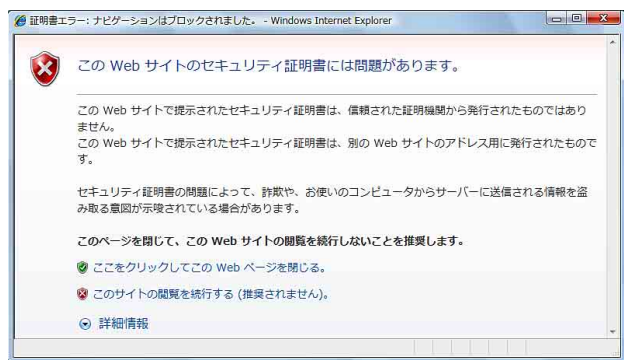 証明書エラー: ナビゲーションはブロックされました。 - Windows Internet Explorer
この Web サイトのセキュリティ証明書には問題があります。
この Web サイトで提示されたセキュリティ証明書は、信頼された証明機関から発行されたものではあり
ません。
この Web サイトで提示されたセキュリティ証明書は、別の Web サイトのアドレス用に発行されたもので
す。
セキュリティ証明書の問題によって、詐欺や、お使いのコンピュータからサーバーに送信される情報を盗
み取る意図が示唆されている場合があります。
このページを閉じて、この Web サイトの閲覧を続行しないことを推奨します。
ここをクリックしてこの Web ページを閉じる。
このサイトの閲覧を続行する (推奨されません)。
詳細情報